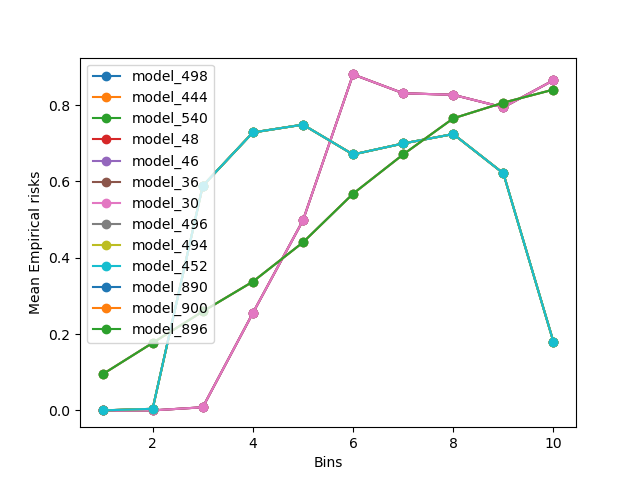 model_498
model_444
model_540
model_48
model_46
model_36
model_30
model_496
model_494
model_452
model_890
model_900
model_896
Mean Empirical risks
0.8
0.6
0.4
0.2
0.0
2
4
6
8
10
Bins